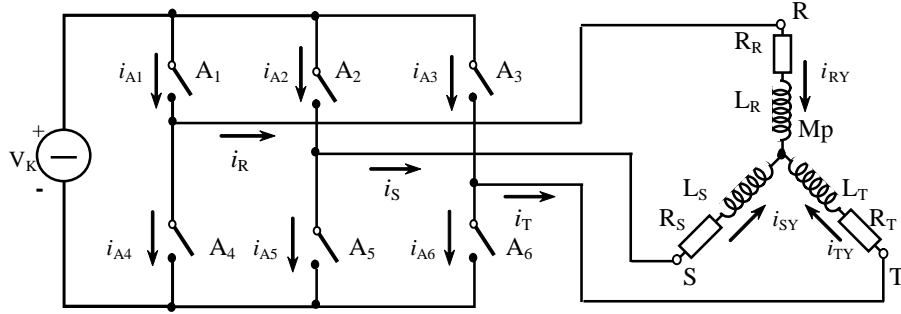 R
R_R
i_RY
i_A1 A_1 i_A2 A_2 i_A3 A_3
L_R
Mp
+
V_K
-
i_R
i_S
i_T
L_S L_T
R_S R_T
i_SY
i_TY
i_A4 A_4 i_A5 A_5 i_A6 A_6
S T